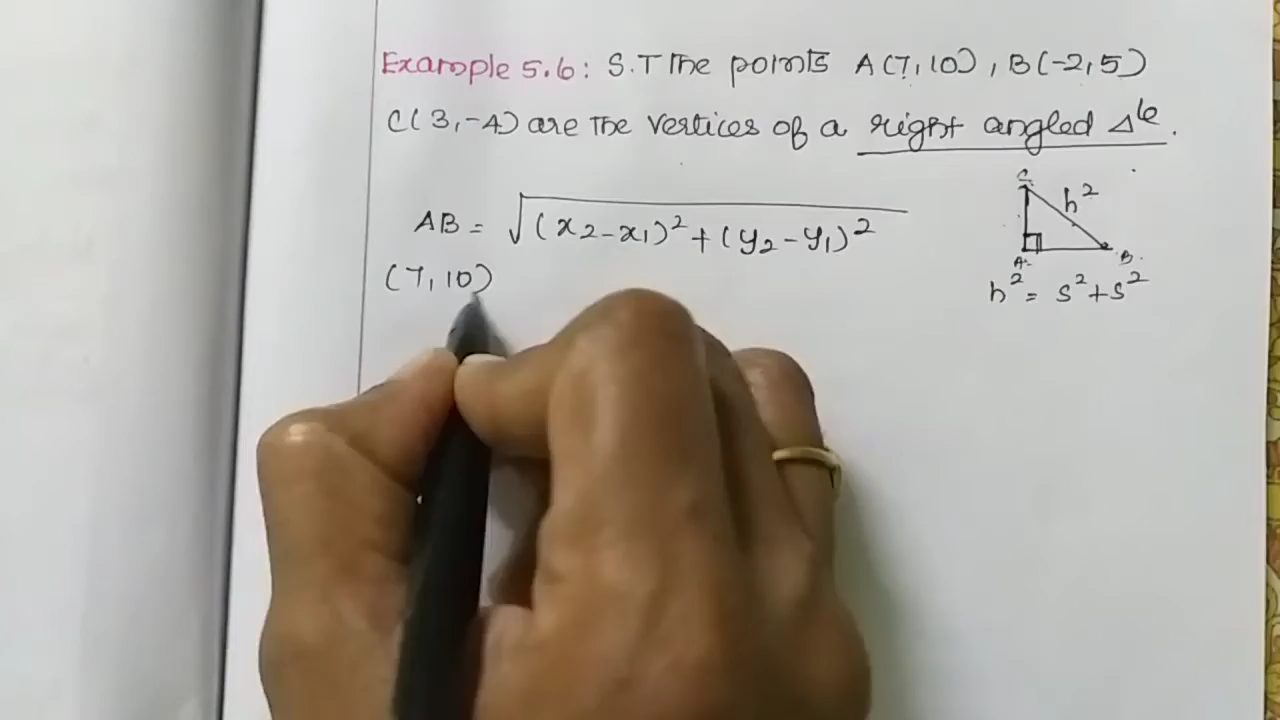 Example 5.6: S.T The points A(7,10), B(-2,5)
C(3,-4) are the vertices of a right angled Δle.
C
h²
A
B
AB = √(x₂-x₁)²+(y₂-y₁)²
(7,10)
h² = s²+s²